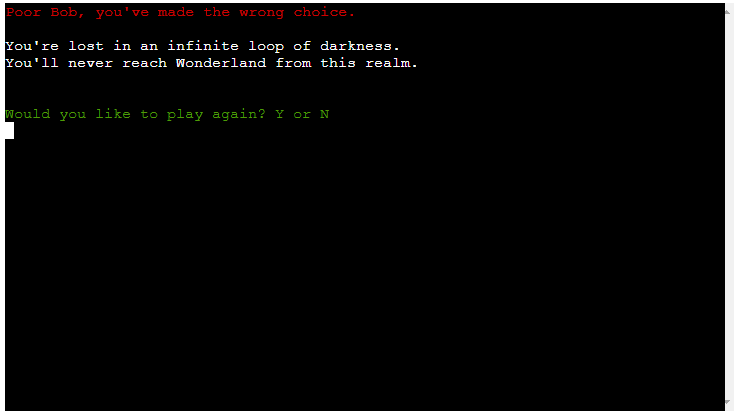 Poor Bob, you've made the wrong choice.
You're lost in an infinite loop of darkness.
You'll never reach Wonderland from this realm.
Would you like to play again? Y or N